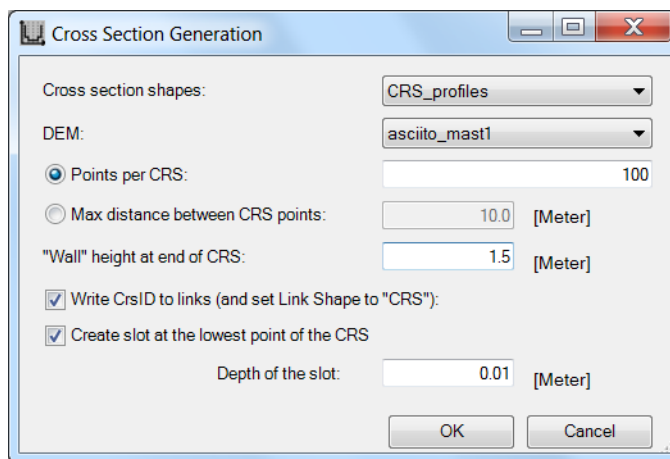 Cross Section Generation
Cross section shapes: CRS_profiles
DEM: asciito_mast1
Points per CRS: 100
Max distance between CRS points: 10.0 [Meter]
"Wall" height at end of CRS: 1.5 [Meter]
Write CrsID to links (and set Link Shape to "CRS"):
Create slot at the lowest point of the CRS
Depth of the slot: 0.01 [Meter]
OK Cancel